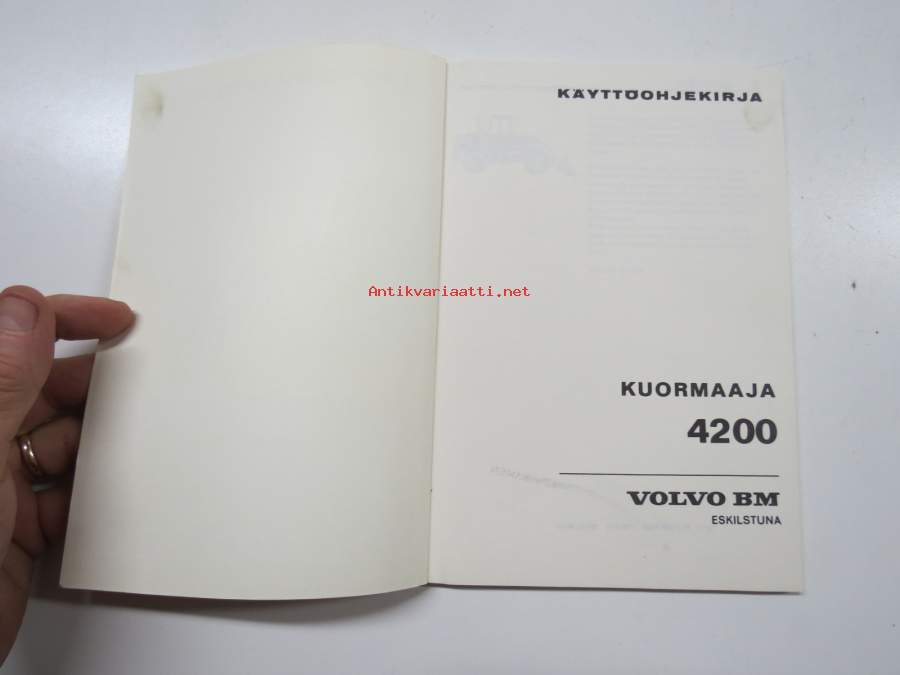 KÄYTTÖOHJEKIRJA
Antikvariaatti.net
KUORMAAJA
4200
VOLVO BM
ESKILSTUNA